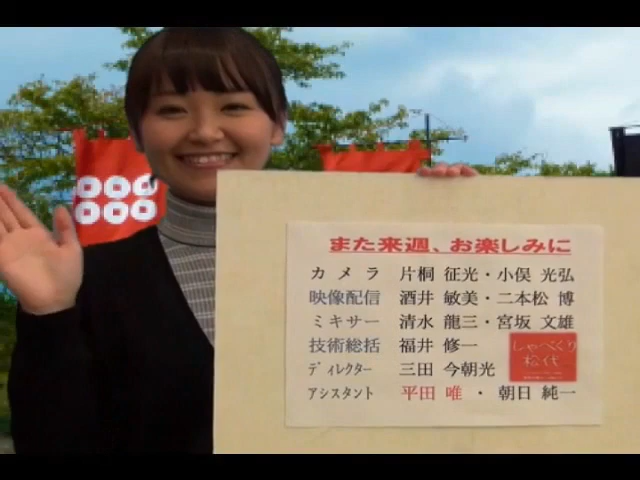 また来週、お楽しみに
カメラ 片桐 征光・小俣 光弘
映像配信 酒井 敏美・二本松 博
ミキサー 清水 龍三・宮坂 文雄
技術総括 福井 修一
ディレクター 三田 今朝光
アシスタント 平田 唯 ・ 朝日 純一
しゃべくり
松代